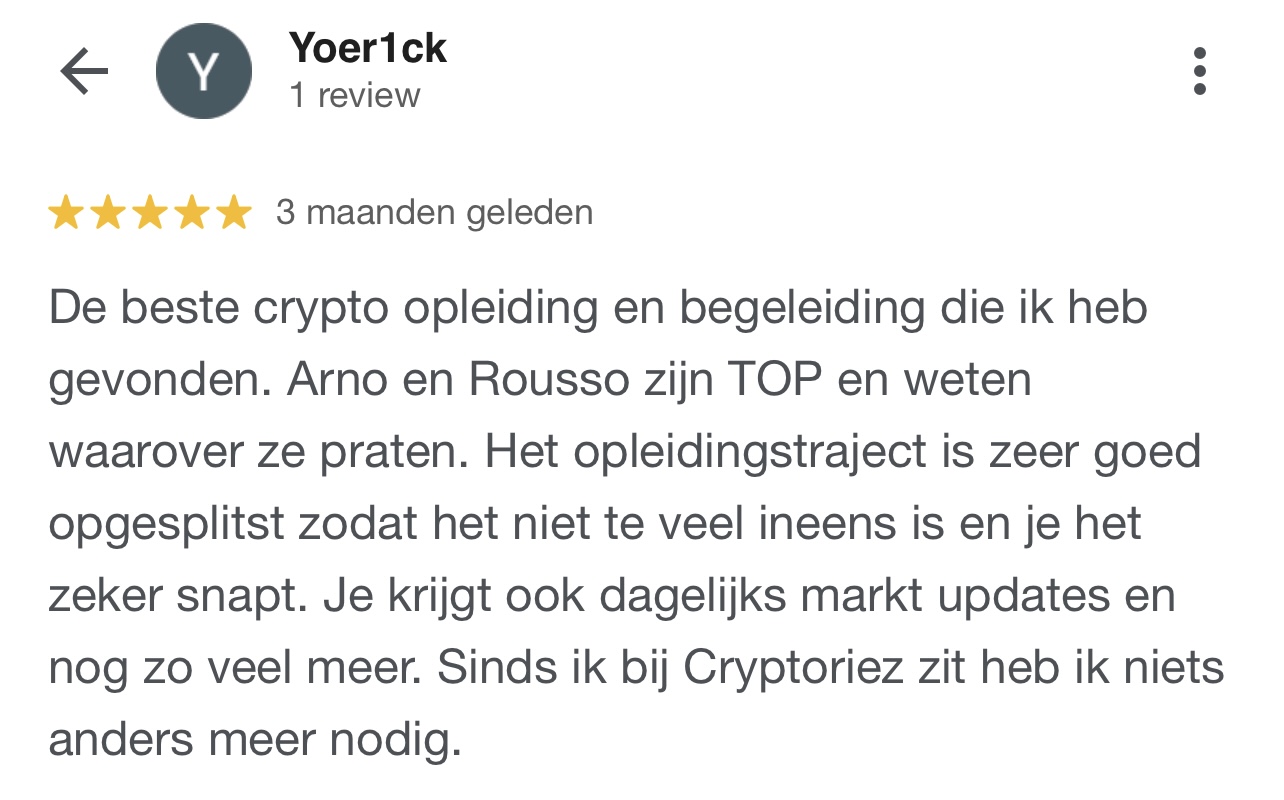 Y
Yoer1ck
1 review
3 maanden geleden
De beste crypto opleiding en begeleiding die ik heb
gevonden. Arno en Rousso zijn TOP en weten
waarover ze praten. Het opleidingstraject is zeer goed
opgesplitst zodat het niet te veel ineens is en je het
zeker snapt. Je krijgt ook dagelijks markt updates en
nog zo veel meer. Sinds ik bij Cryptoriez zit heb ik niets
anders meer nodig.